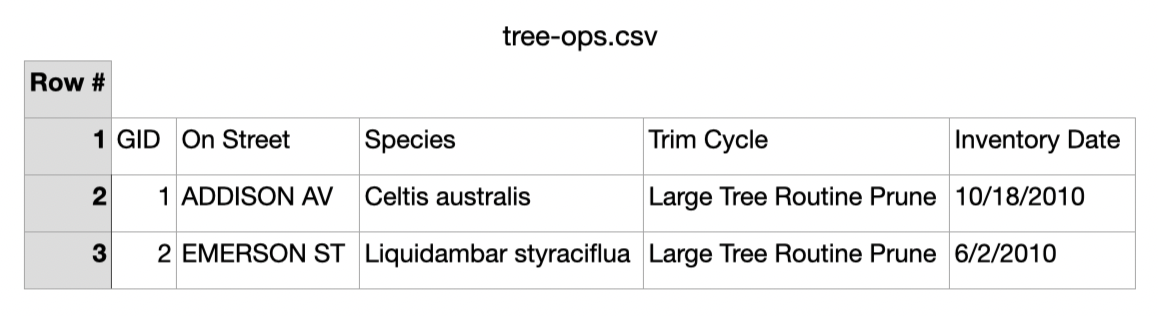 tree-ops.csv
Row #
1 GID On Street Species Trim Cycle Inventory Date
2 1 ADDISON AV Celtis australis Large Tree Routine Prune 10/18/2010
3 2 EMERSON ST Liquidambar styraciflua Large Tree Routine Prune 6/2/2010